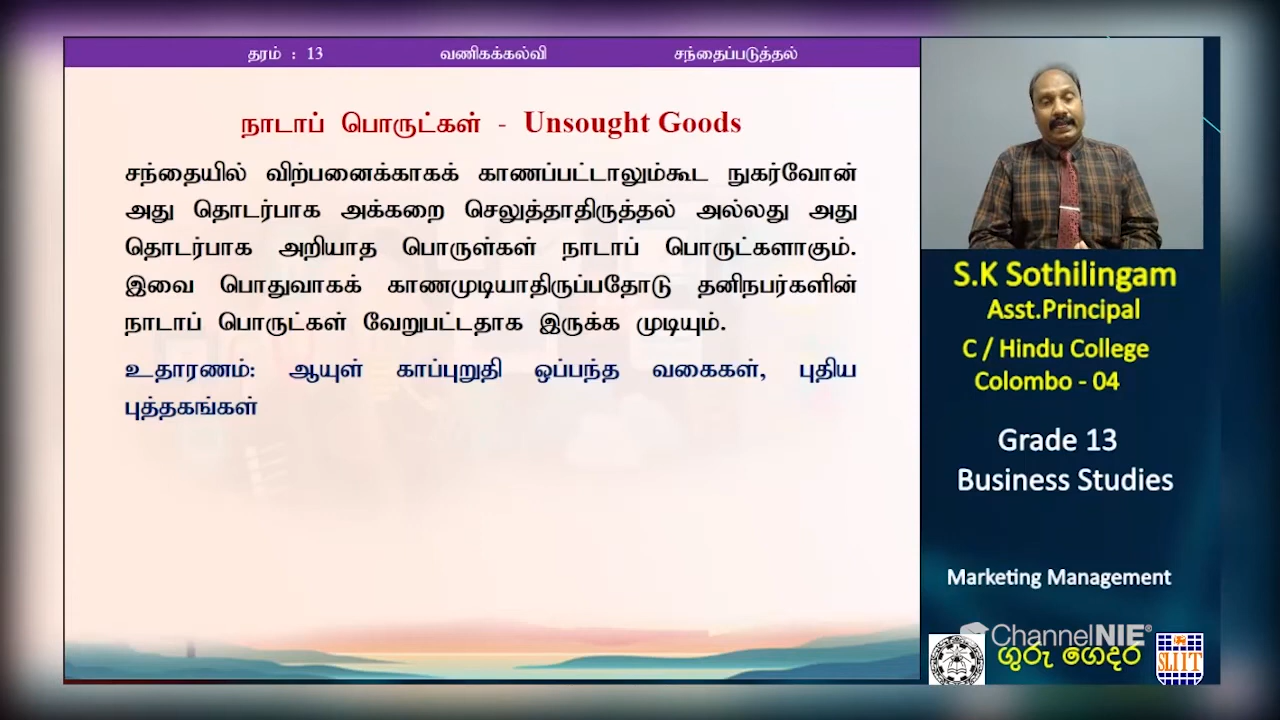 தரம் : 13 வணிகக்கல்வி சந்தைப்படுத்தல்
நாடாப் பொருட்கள் - Unsought Goods
சந்தையில் விற்பனைக்காகக் காணப்பட்டாலும்கூட நுகர்வோன்
அது தொடர்பாக அக்கறை செலுத்தாதிருத்தல் அல்லது அது
தொடர்பாக அறியாத பொருள்கள் நாடாப் பொருட்களாகும்.
இவை பொதுவாகக் காணமுடியாதிருப்பதோடு தனிநபர்களின்
நாடாப் பொருட்கள் வேறுபட்டதாக இருக்க முடியும்.
உதாரணம்: ஆயுள் காப்புறுதி ஒப்பந்த வகைகள், புதிய
புத்தகங்கள்
S.K Sothilingam
Asst.Principal
C / Hindu College
Colombo - 04
Grade 13
Business Studies
Marketing Management
ChannelNIE®
ගුරු ගෙදර
SLIIT